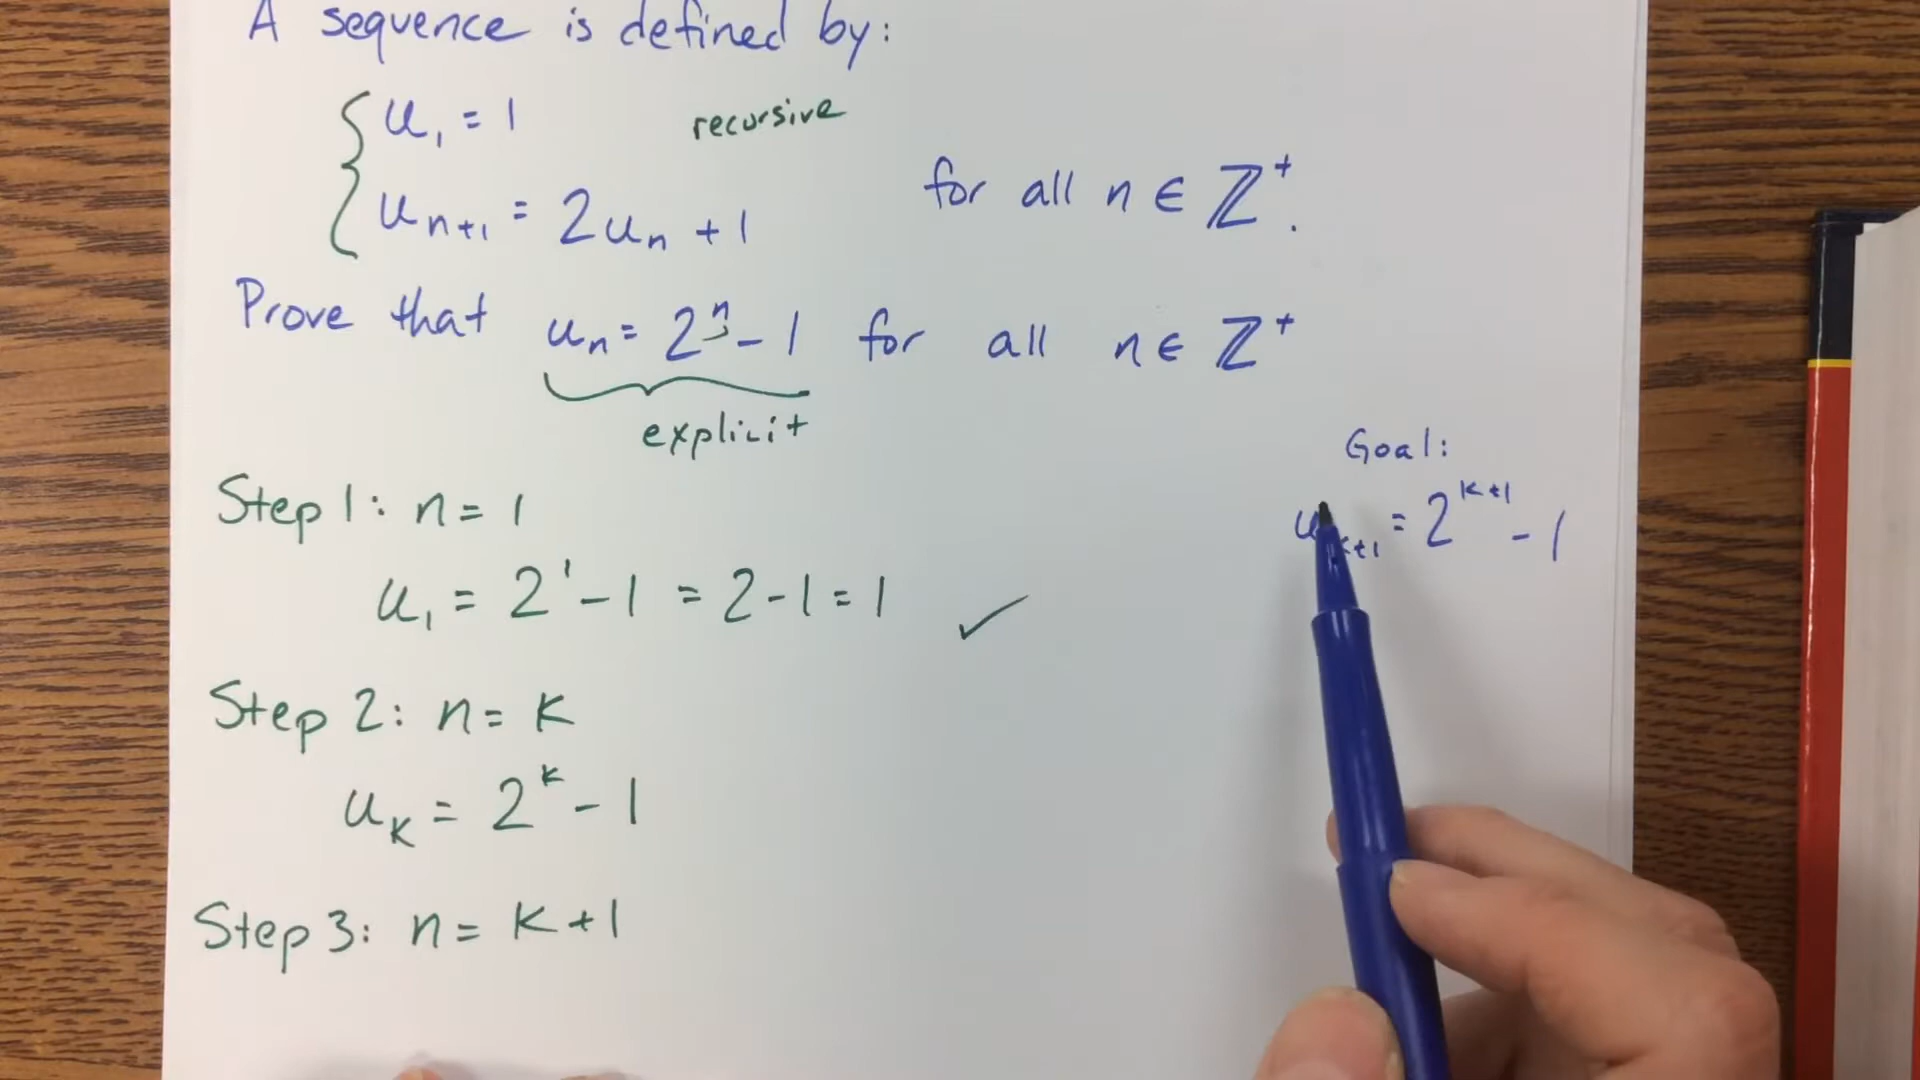 A sequence is defined by:
u₁ = 1 recursive
uₙ₊₁ = 2uₙ + 1 for all n ∈ ℤ⁺.
Prove that uₙ = 2ⁿ - 1 for all n ∈ ℤ⁺
explicit
Goal:
uₖ₊₁ = 2ᵏ⁺¹ - 1
Step 1: n = 1
u₁ = 2¹ - 1 = 2 - 1 = 1 ✓
Step 2: n = k
uₖ = 2ᵏ - 1
Step 3: n = k + 1